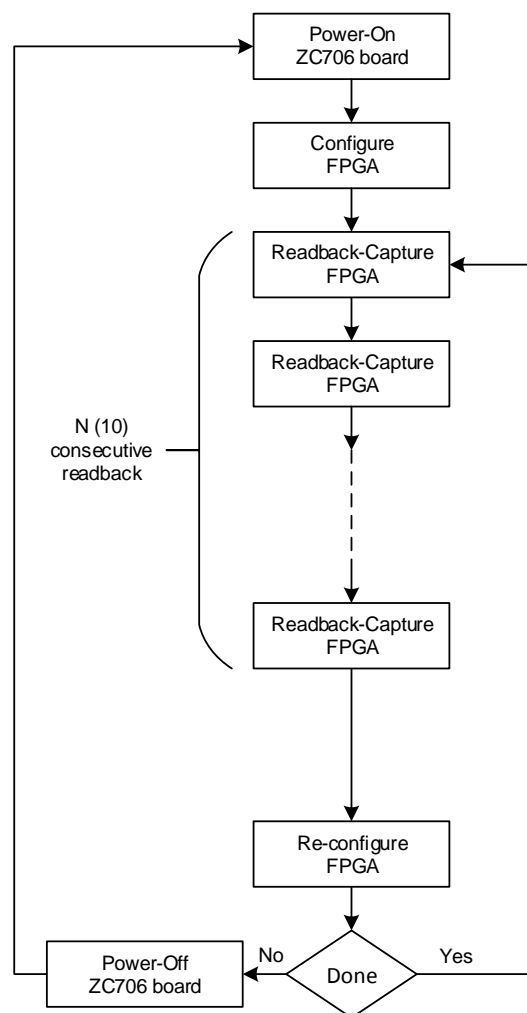 Power-On
ZC706 board
Configure
FPGA
Readback-Capture
FPGA
Readback-Capture
FPGA
N (10)
consecutive
readback
Readback-Capture
FPGA
Re-configure
FPGA
Power-Off
ZC706 board
No
Done
Yes